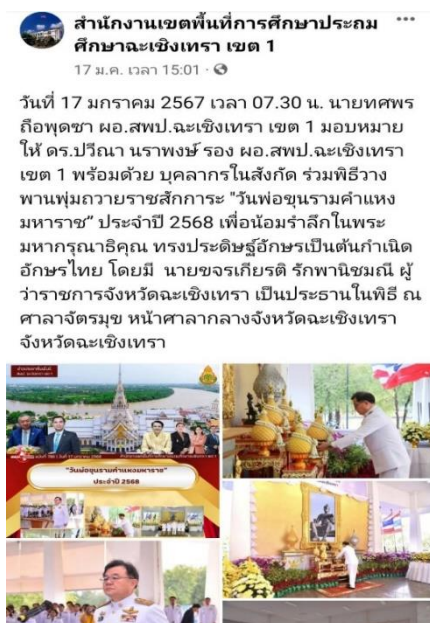 สำนักงานเขตพื้นที่การศึกษาประถม
ศึกษาฉะเชิงเทรา เขต 1
17 ม.ค. เวลา 15:01 ·
วันที่ 17 มกราคม 2567 เวลา 07.30 น. นายทศพร
ถือพุดซา ผอ.สพป.ฉะเชิงเทรา เขต 1 มอบหมาย
ให้ ดร.ปวีณา นราพงษ์ รอง ผอ.สพป.ฉะเชิงเทรา
เขต 1 พร้อมด้วย บุคลากรในสังกัด ร่วมพิธีวาง
พานพุ่มถวายราชสักการะ "วันพ่อขุนรามคำแหง
มหาราช” ประจำปี 2568 เพื่อน้อมรำลึกในพระ
มหากรุณาธิคุณ ทรงประดิษฐ์อักษรเป็นต้นกำเนิด
อักษรไทย โดยมี นายขจรเกียรติ รักพานิชมณี ผู้
ว่าราชการจังหวัดฉะเชิงเทรา เป็นประธานในพิธี ณ
ศาลาจัตรมุข หน้าศาลากลางจังหวัดฉะเชิงเทรา
จังหวัดฉะเชิงเทรา
"วันพ่อขุนรามคำแหงมหาราช"
ประจำปี 2568